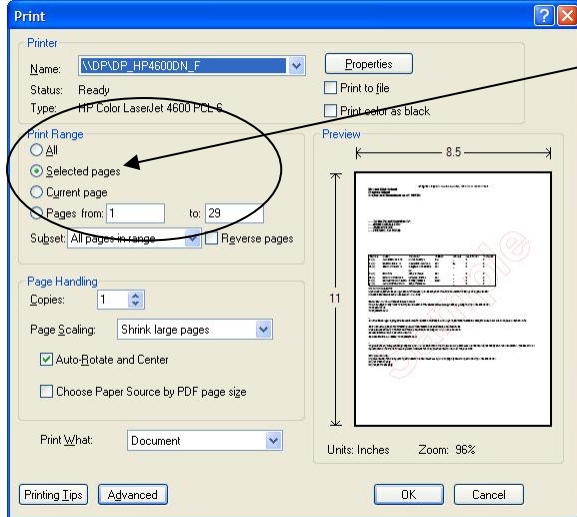 Print
Printer
Name: \\DP\DP_HP4600DN_F
Properties
Status: Ready
Print to file
Type: HP Color LaserJet 4600 PCL 6
Print color as black
Print Range
Preview
All
8.5
Selected pages
Current page
Pages from: 1 to: 29
Subset: All pages in range
Reverse pages
Page Handling
Copies: 1
11
Page Scaling: Shrink large pages
Auto-Rotate and Center
Choose Paper Source by PDF page size
Print What: Document
Units: Inches Zoom: 96%
Printing Tips
Advanced
OK
Cancel
Sample